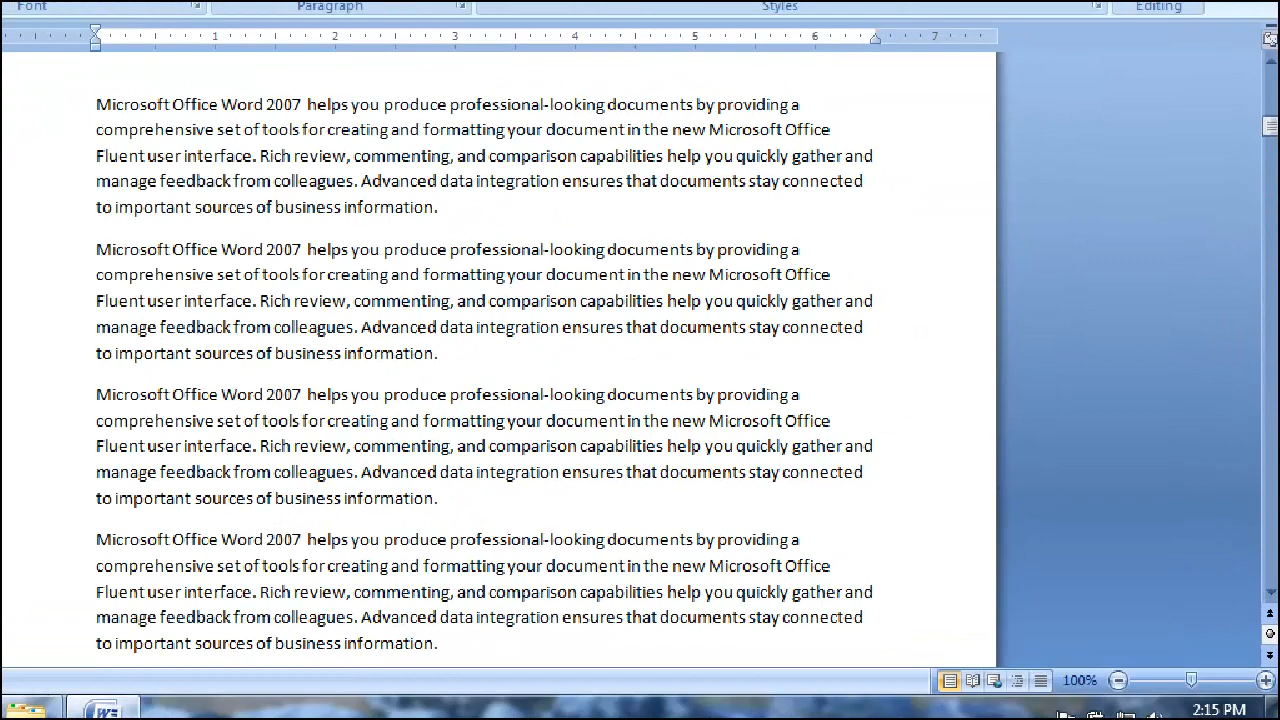 Font Paragraph Styles Editing
1 2 3 4 5 6 7
Microsoft Office Word 2007 helps you produce professional-looking documents by providing a
comprehensive set of tools for creating and formatting your document in the new Microsoft Office
Fluent user interface. Rich review, commenting, and comparison capabilities help you quickly gather and
manage feedback from colleagues. Advanced data integration ensures that documents stay connected
to important sources of business information.
Microsoft Office Word 2007 helps you produce professional-looking documents by providing a
comprehensive set of tools for creating and formatting your document in the new Microsoft Office
Fluent user interface. Rich review, commenting, and comparison capabilities help you quickly gather and
manage feedback from colleagues. Advanced data integration ensures that documents stay connected
to important sources of business information.
Microsoft Office Word 2007 helps you produce professional-looking documents by providing a
comprehensive set of tools for creating and formatting your document in the new Microsoft Office
Fluent user interface. Rich review, commenting, and comparison capabilities help you quickly gather and
manage feedback from colleagues. Advanced data integration ensures that documents stay connected
to important sources of business information.
Microsoft Office Word 2007 helps you produce professional-looking documents by providing a
comprehensive set of tools for creating and formatting your document in the new Microsoft Office
Fluent user interface. Rich review, commenting, and comparison capabilities help you quickly gather and
manage feedback from colleagues. Advanced data integration ensures that documents stay connected
to important sources of business information.
100%
2:15 PM